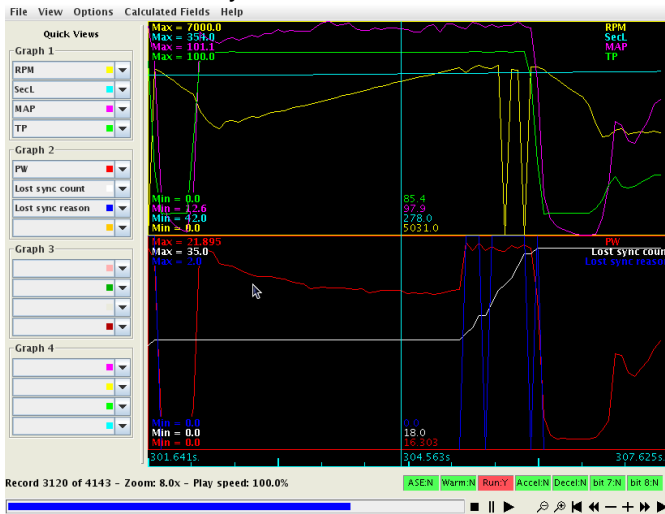 File View Options Calculated Fields Help
Quick Views
Graph 1
RPM
SecL
MAP
TP
Graph 2
PW
Lost sync count
Lost sync reason
Graph 3
Graph 4
Max = 7000.0
Max = 354.0
Max = 101.1
Max = 100.0
RPM
SecL
MAP
TP
Min = 0.0
Min = 12.6
Min = 42.0
Min = 0.0
85.4
97.9
278.0
5031.0
Max = 21.895
Max = 35.0
Max = 2.0
PW
Lost sync count
Lost sync reason
Min = 0.0
Min = 0.0
Min = 0.0
0.0
18.0
16.303
301.641s.
304.563s
307.625s
Record 3120 of 4143 - Zoom: 8.0x - Play speed: 100.0%
ASE:N Warm:N Run:Y Accel:N Decel:N bit 7:N bit 8:N